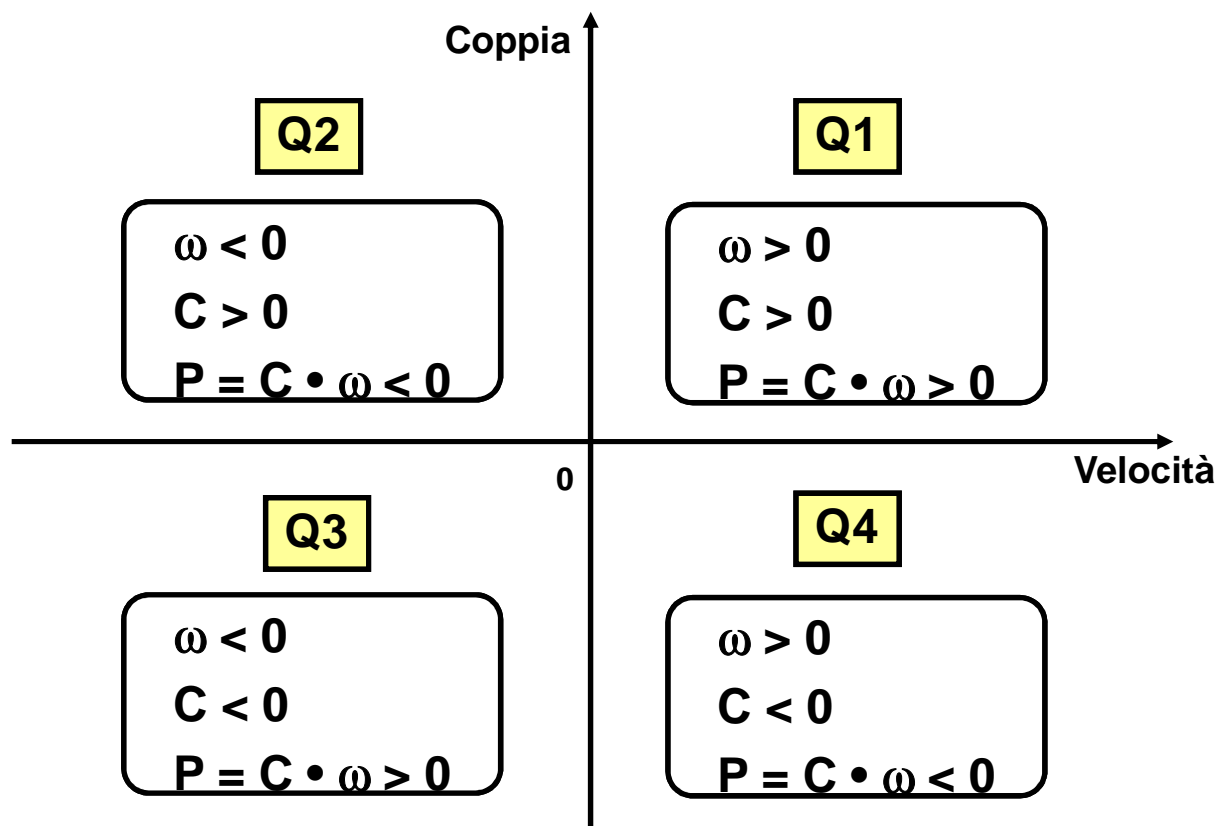 Coppia
Q2
ω < 0
C > 0
P = C • ω < 0
Q1
ω > 0
C > 0
P = C • ω > 0
0
Velocità
Q3
ω < 0
C < 0
P = C • ω > 0
Q4
ω > 0
C < 0
P = C • ω < 0